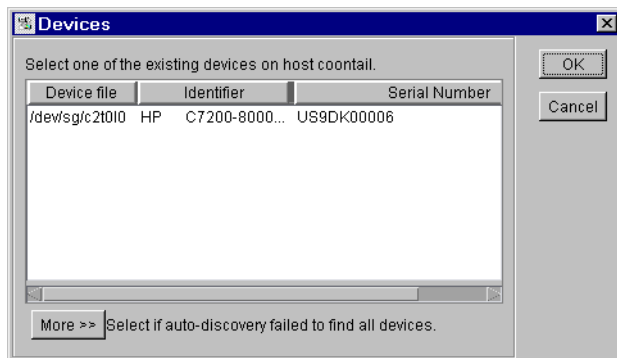 Devices
Select one of the existing devices on host coontail.
OK
Device file Identifier Serial Number
Cancel
/dev/sg/c2t0l0 HP C7200-8000... US9DK00006
More >> Select if auto-discovery failed to find all devices.